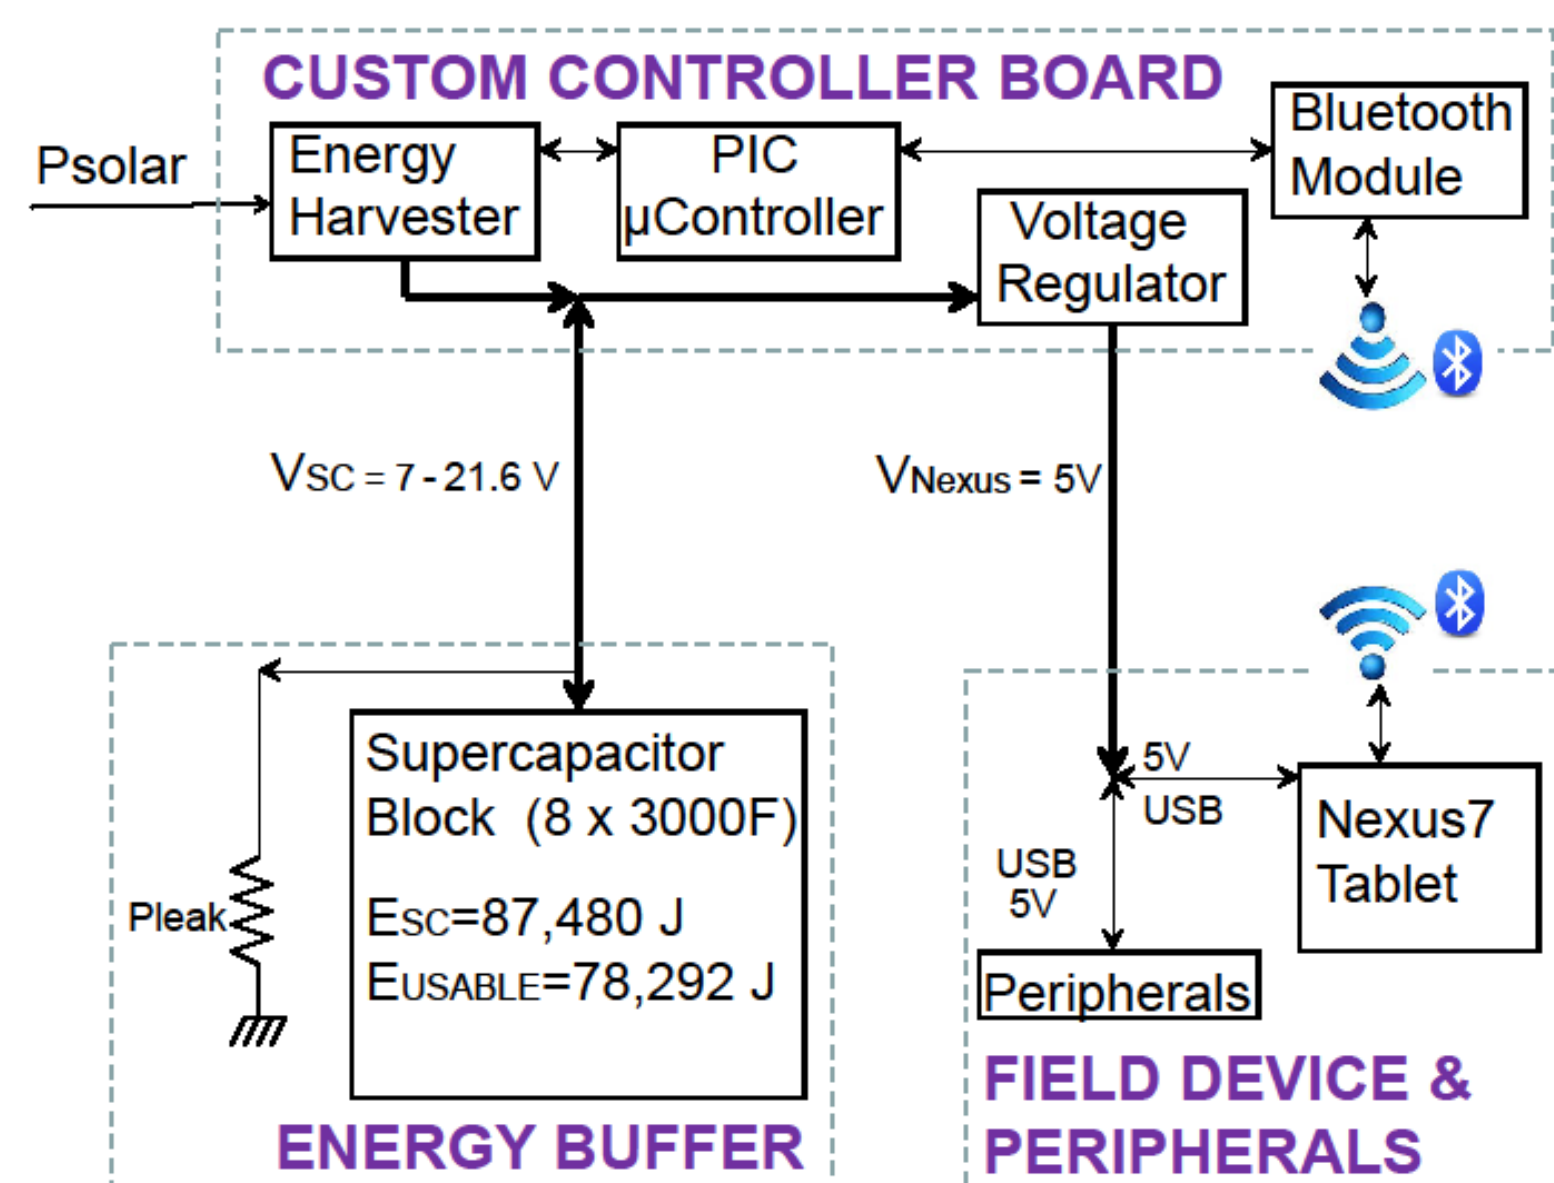 CUSTOM CONTROLLER BOARD
Psolar
Energy
Harvester
PIC
µController
Bluetooth
Module
Voltage
Regulator
VSC = 7 - 21.6 V
VNexus = 5V
Supercapacitor
Block (8 x 3000F)
ESC=87,480 J
EUSABLE=78,292 J
Pleak
ENERGY BUFFER
5V
USB
USB
5V
Nexus7
Tablet
Peripherals
FIELD DEVICE &
PERIPHERALS